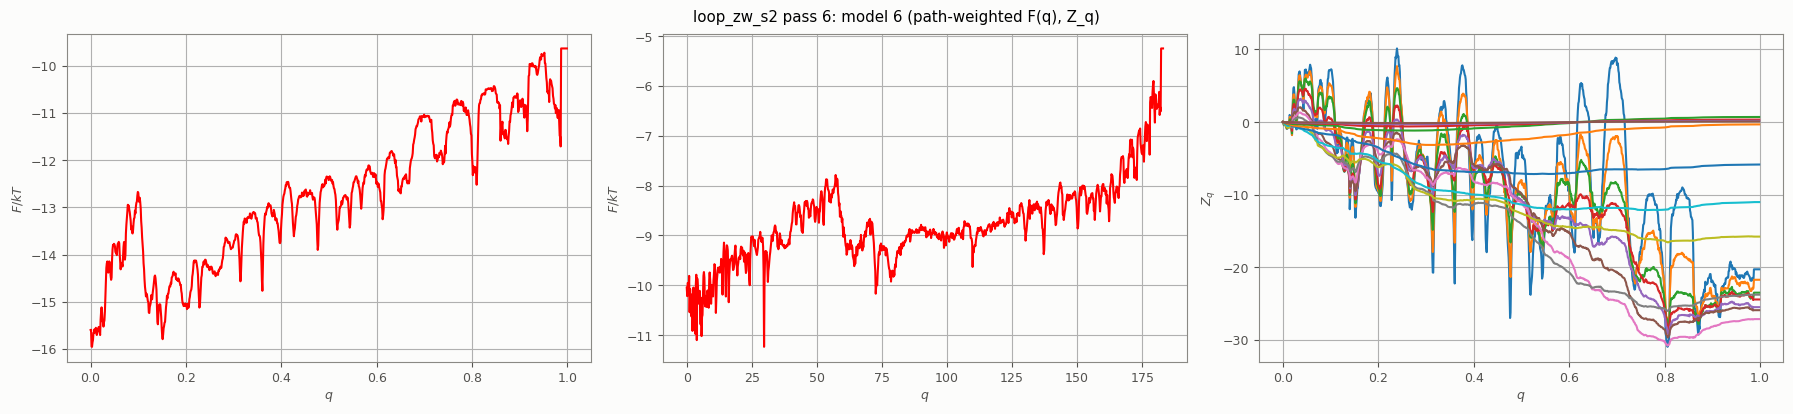 loop_zw_s2 pass 6: model 6 (path-weighted F(q), Z_q)
F/kT
−10
−11
−12
−13
−14
−15
−16
0.0 0.2 0.4 0.6 0.8 1.0
q
F/kT
−5
−6
−7
−8
−9
−10
−11
0 25 50 75 100 125 150 175
q
Z_q
10
0
−10
−20
−30
0.0 0.2 0.4 0.6 0.8 1.0
q